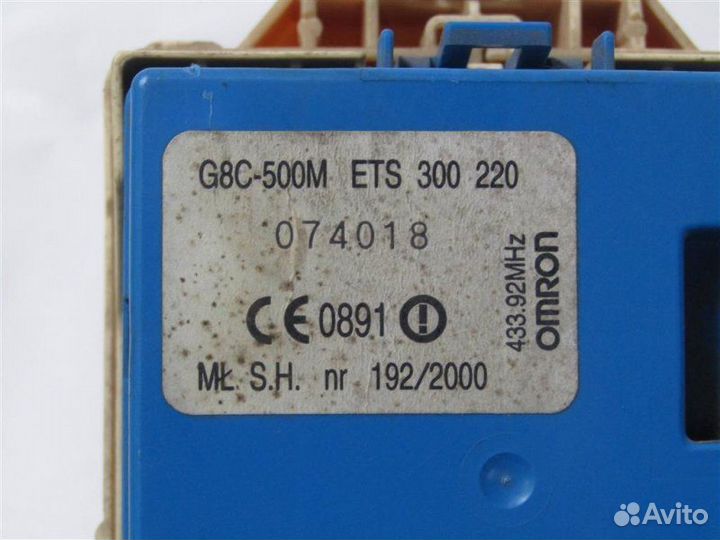 G8C-500M ETS 300 220
074018
CE 0891
MŁ S.H. nr 192/2000
433.92MHz
OMRON
Avito